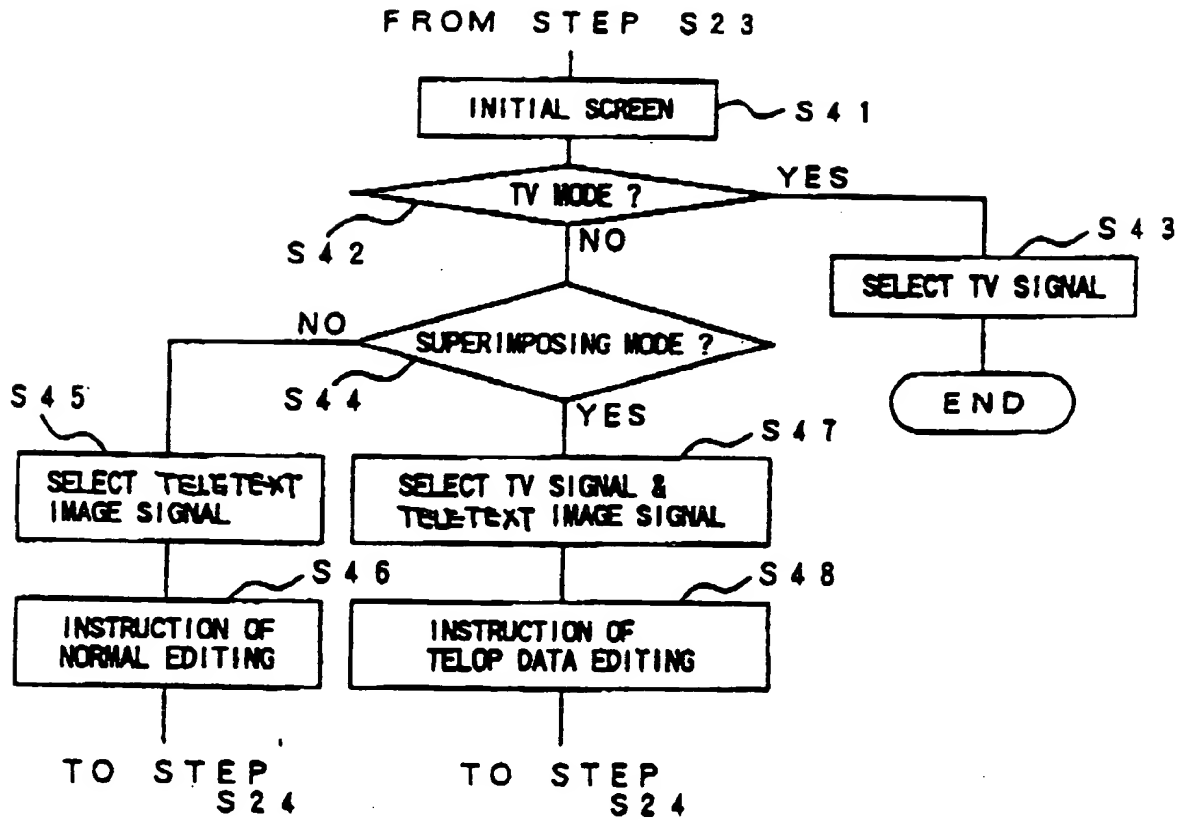 FROM STEP S23
INITIAL SCREEN
S41
TV MODE ?
YES
S42
NO
S43
SELECT TV SIGNAL
NO
SUPERIMPOSING MODE ?
S44
YES
END
S45
S47
SELECT TELETEXT
IMAGE SIGNAL
SELECT TV SIGNAL &
TELETEXT IMAGE SIGNAL
S46
S48
INSTRUCTION OF
NORMAL EDITING
INSTRUCTION OF
TELOP DATA EDITING
TO STEP
S24
TO STEP
S24